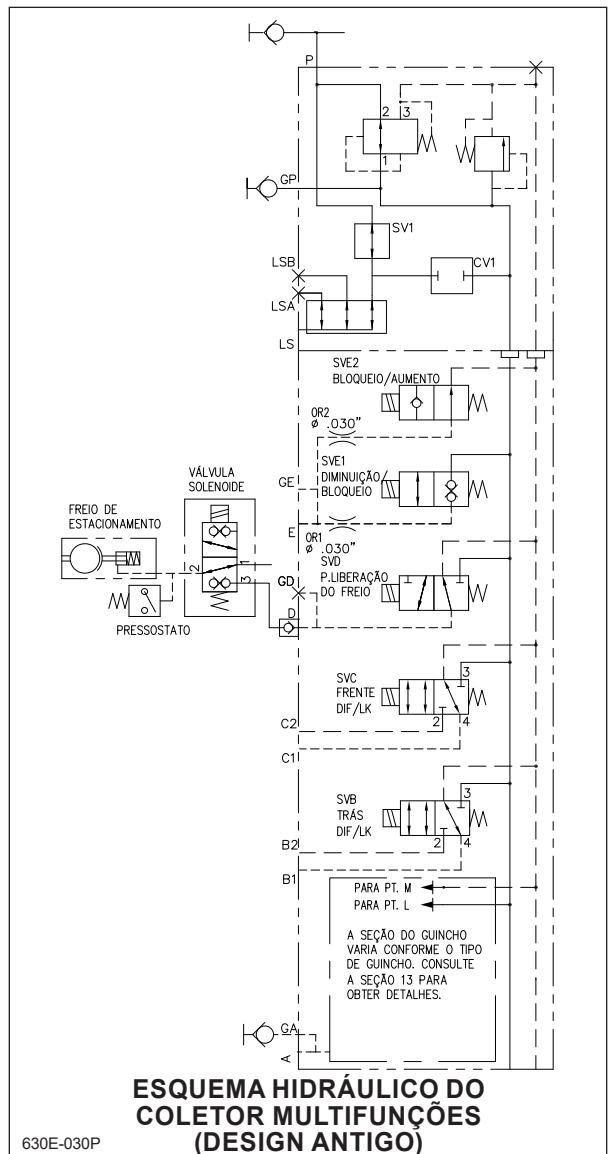 P
2 3
1
GP
SV1
LSB
CV1
LSA
LS
SVE2
BLOQUEIO/AUMENTO
OR2
Ø .030"
SVE1
DIMINUIÇÃO/
BLOQUEIO
GE
VÁLVULA
SOLENOIDE
FREIO DE
ESTACIONAMENTO
E
OR1
Ø .030"
SVD
P.LIBERAÇÃO
DO FREIO
2
1
3
GD
D
PRESSOSTATO
SVC
FRENTE
DIF/LK
3
2 4
C2
C1
SVB
TRÁS
DIF/LK
3
2 4
B2
B1
PARA PT. M
PARA PT. L
A SEÇÃO DO GUINCHO
VARIA CONFORME O TIPO
DE GUINCHO. CONSULTE
A SEÇÃO 13 PARA
OBTER DETALHES.
GA
A
ESQUEMA HIDRÁULICO DO
COLETOR MULTIFUNÇÕES
(DESIGN ANTIGO)
630E-030P